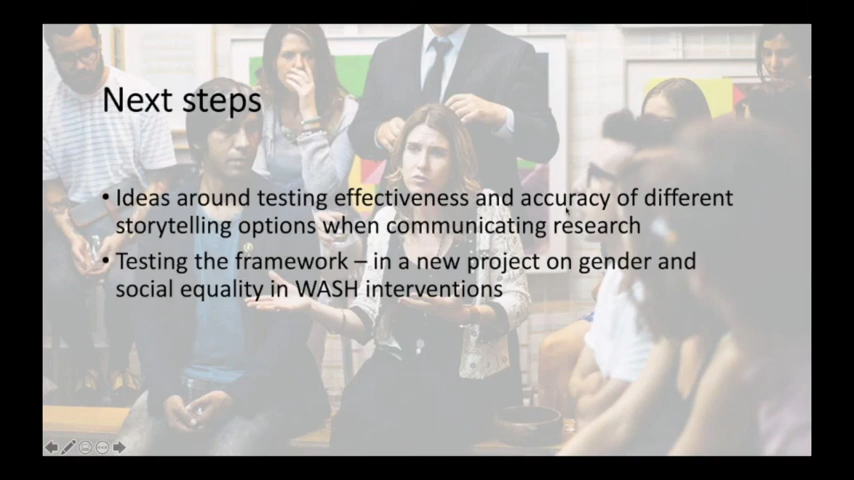 Next steps
• Ideas around testing effectiveness and accuracy of different
storytelling options when communicating research
• Testing the framework – in a new project on gender and
social equality in WASH interventions